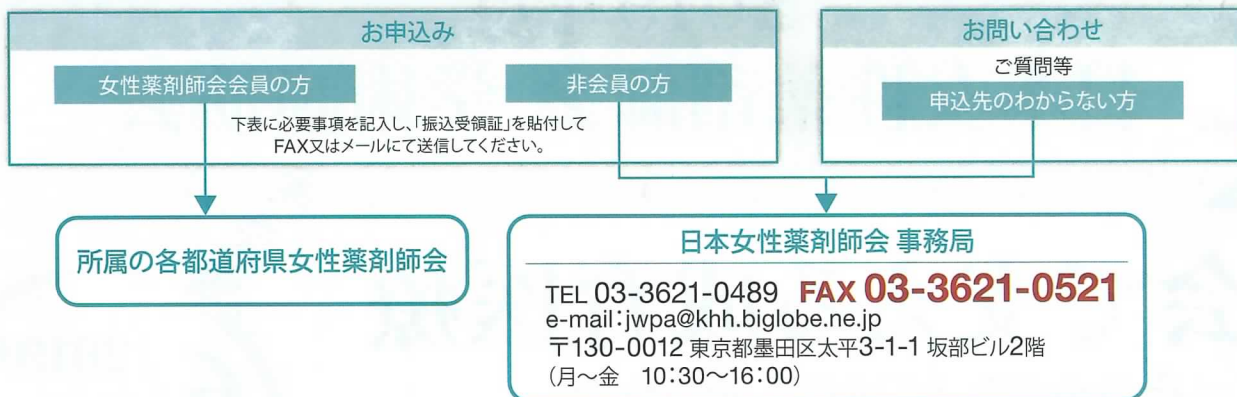 お申込み
女性薬剤師会会員の方
非会員の方
下表に必要事項を記入し、「振込受領証」を貼付して
FAX又はメールにて送信してください。
お問い合わせ
ご質問等
申込先のわからない方
所属の各都道府県女性薬剤師会
日本女性薬剤師会 事務局
TEL 03-3621-0489 FAX 03-3621-0521
e-mail:jwpa@khh.biglobe.ne.jp
〒130-0012 東京都墨田区太平3-1-1 坂部ビル2階
(月〜金 10:30〜16:00)